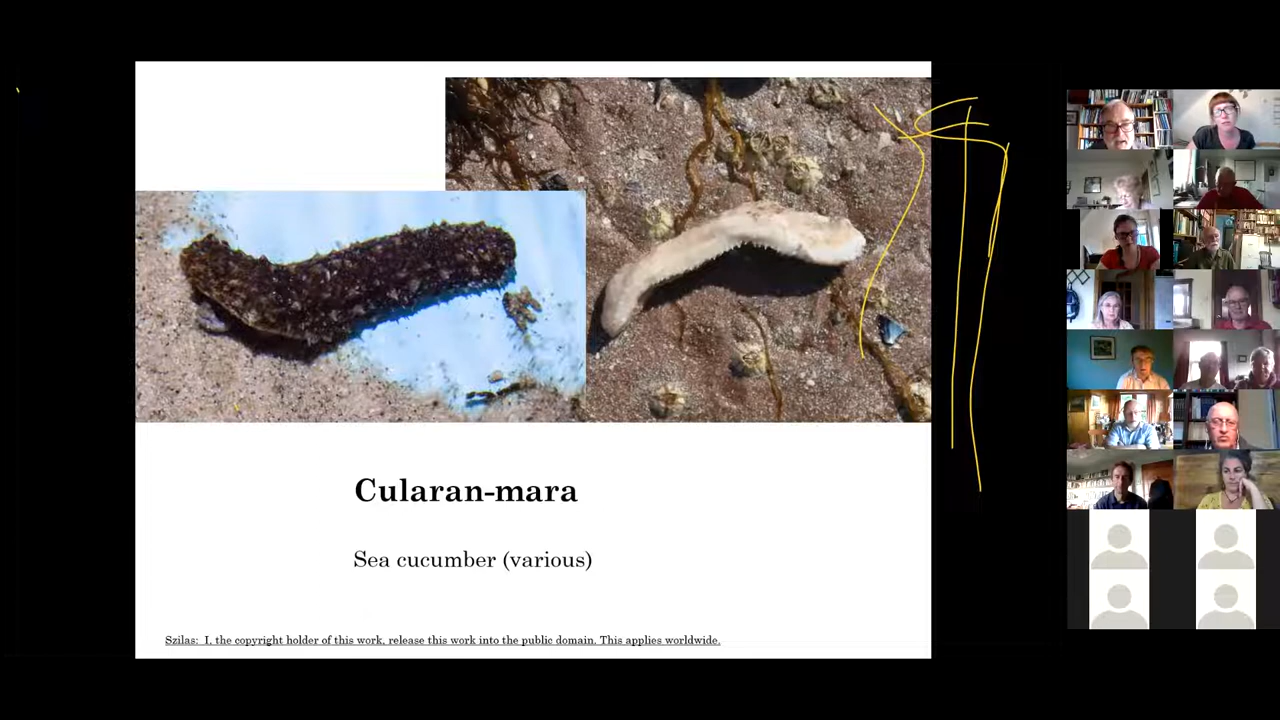 Cularan-mara
Sea cucumber (various)
Szilas: I, the copyright holder of this work, release this work into the public domain. This applies worldwide.